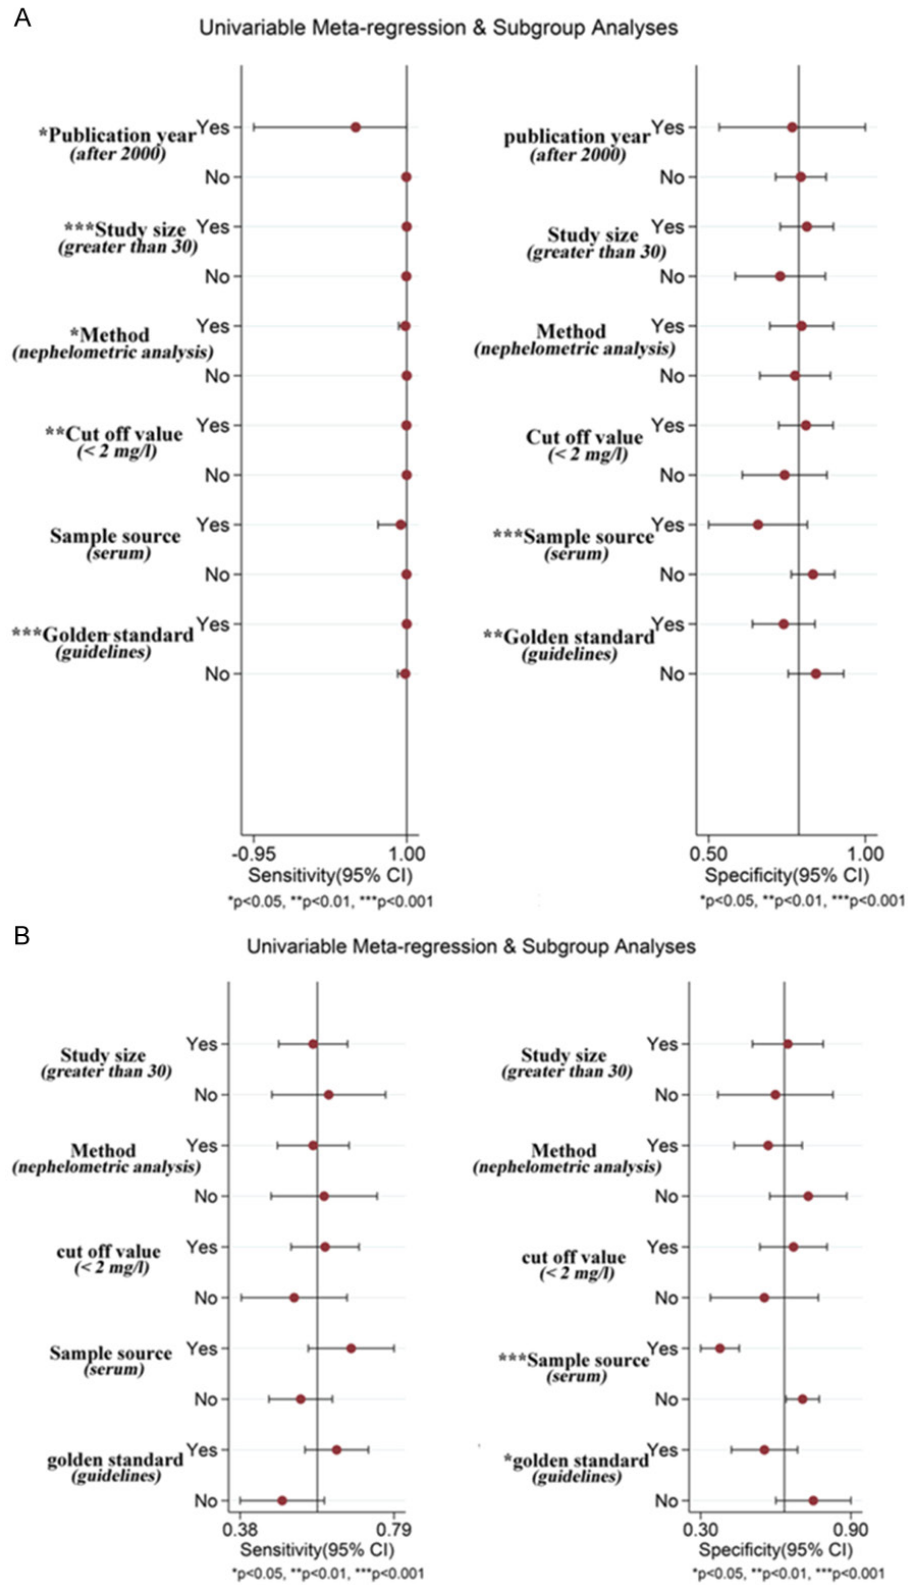 A
Univariable Meta-regression & Subgroup Analyses
*Publication year
(after 2000)
Yes
No
***Study size
(greater than 30)
Yes
No
*Method
(nephelometric analysis)
Yes
No
**Cut off value
(< 2 mg/l)
Yes
No
Sample source
(serum)
Yes
No
***Golden standard
(guidelines)
Yes
No
-0.95
1.00
Sensitivity(95% CI)
*p<0.05, **p<0.01, ***p<0.001
publication year
(after 2000)
Yes
No
Study size
(greater than 30)
Yes
No
Method
(nephelometric analysis)
Yes
No
Cut off value
(< 2 mg/l)
Yes
No
***Sample source
(serum)
Yes
No
**Golden standard
(guidelines)
Yes
No
0.50
1.00
Specificity(95% CI)
*p<0.05, **p<0.01, ***p<0.001
B
Univariable Meta-regression & Subgroup Analyses
Study size
(greater than 30)
Yes
No
Method
(nephelometric analysis)
Yes
No
cut off value
(< 2 mg/l)
Yes
No
Sample source
(serum)
Yes
No
golden standard
(guidelines)
Yes
No
0.38
0.79
Sensitivity(95% CI)
*p<0.05, **p<0.01, ***p<0.001
Study size
(greater than 30)
Yes
No
Method
(nephelometric analysis)
Yes
No
cut off value
(< 2 mg/l)
Yes
No
***Sample source
(serum)
Yes
No
*golden standard
(guidelines)
Yes
No
0.30
0.90
Specificity(95% CI)
*p<0.05, **p<0.01, ***p<0.001